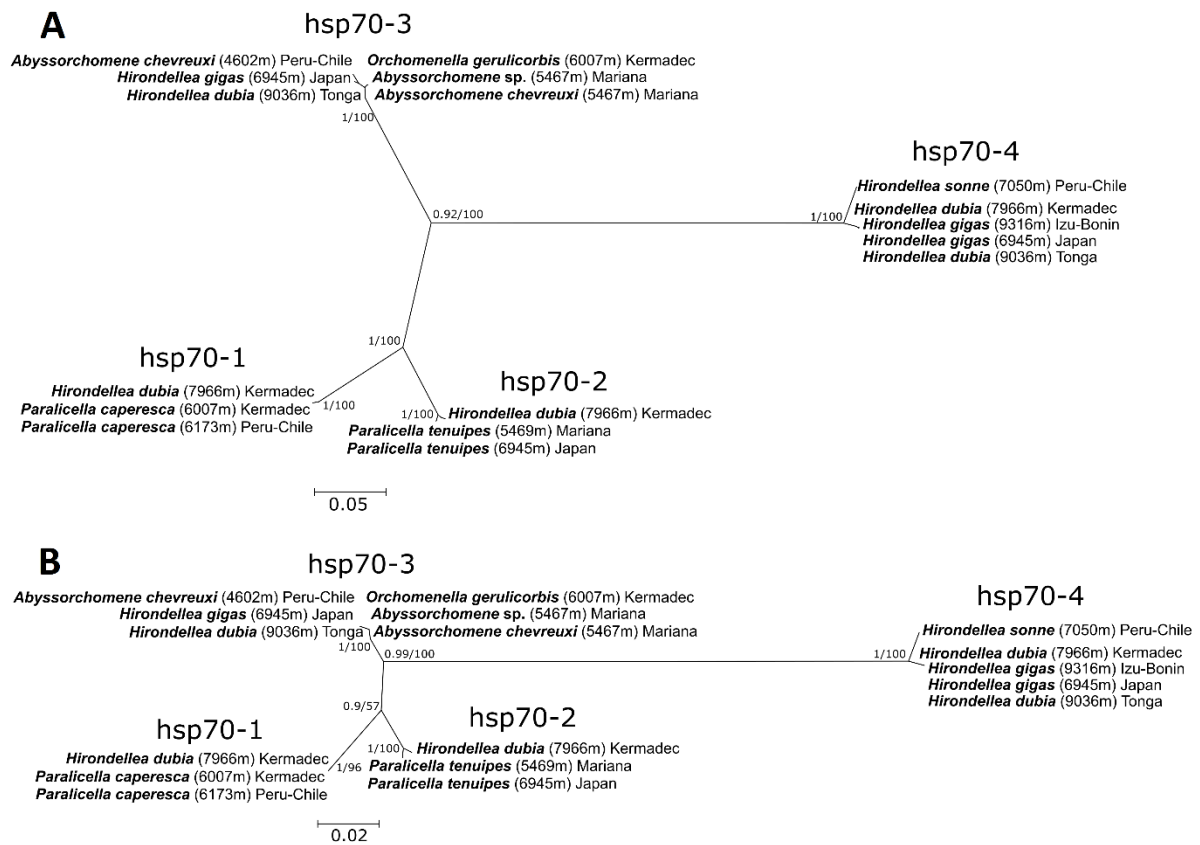 A
hsp70-3
Abyssorchomene chevreuxi (4602m) Peru-Chile
Hirondellea gigas (6945m) Japan
Hirondellea dubia (9036m) Tonga
Orchomenella gerulicorbis (6007m) Kermadec
Abyssorchomene sp. (5467m) Mariana
Abyssorchomene chevreuxi (5467m) Mariana
1/100
hsp70-4
0.92/100
1/100
Hirondellea sonne (7050m) Peru-Chile
Hirondellea dubia (7966m) Kermadec
Hirondellea gigas (9316m) Izu-Bonin
Hirondellea gigas (6945m) Japan
Hirondellea dubia (9036m) Tonga
1/100
hsp70-1
Hirondellea dubia (7966m) Kermadec
Paralicella caperesca (6007m) Kermadec
Paralicella caperesca (6173m) Peru-Chile
1/100
hsp70-2
1/100
Hirondellea dubia (7966m) Kermadec
Paralicella tenuipes (5469m) Mariana
Paralicella tenuipes (6945m) Japan
0.05
B
hsp70-3
Abyssorchomene chevreuxi (4602m) Peru-Chile
Hirondellea gigas (6945m) Japan
Hirondellea dubia (9036m) Tonga
Orchomenella gerulicorbis (6007m) Kermadec
Abyssorchomene sp. (5467m) Mariana
Abyssorchomene chevreuxi (5467m) Mariana
1/100
0.99/100
hsp70-4
1/100
Hirondellea sonne (7050m) Peru-Chile
Hirondellea dubia (7966m) Kermadec
Hirondellea gigas (9316m) Izu-Bonin
Hirondellea gigas (6945m) Japan
Hirondellea dubia (9036m) Tonga
0.9/57
hsp70-1
Hirondellea dubia (7966m) Kermadec
Paralicella caperesca (6007m) Kermadec
Paralicella caperesca (6173m) Peru-Chile
1/96
hsp70-2
1/100
Hirondellea dubia (7966m) Kermadec
Paralicella tenuipes (5469m) Mariana
Paralicella tenuipes (6945m) Japan
0.02